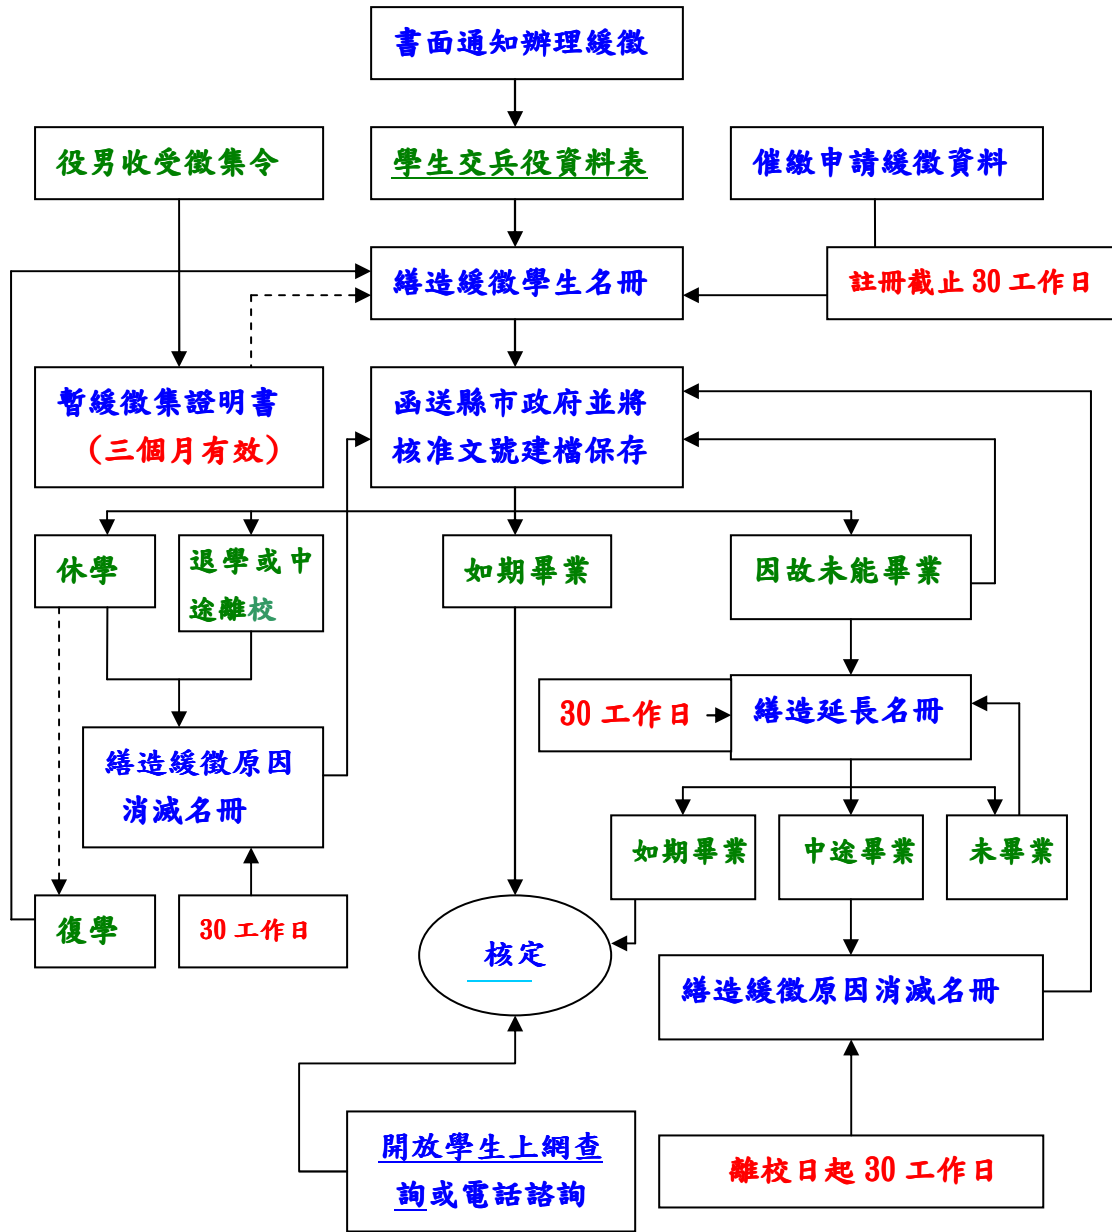 書面通知辦理緩徵
役男收受徵集令
學生交兵役資料表
催繳申請緩徵資料
繕造緩徵學生名冊
註冊截止 30 工作日
暫緩徵集證明書
(三個月有效)
函送縣市政府並將
核准文號建檔保存
休學
退學或中
途離校
如期畢業
因故未能畢業
30 工作日
繕造延長名冊
繕造緩徵原因
消滅名冊
如期畢業
中途畢業
未畢業
復學
30 工作日
核定
繕造緩徵原因消滅名冊
開放學生上網查
詢或電話諮詢
離校日起 30 工作日